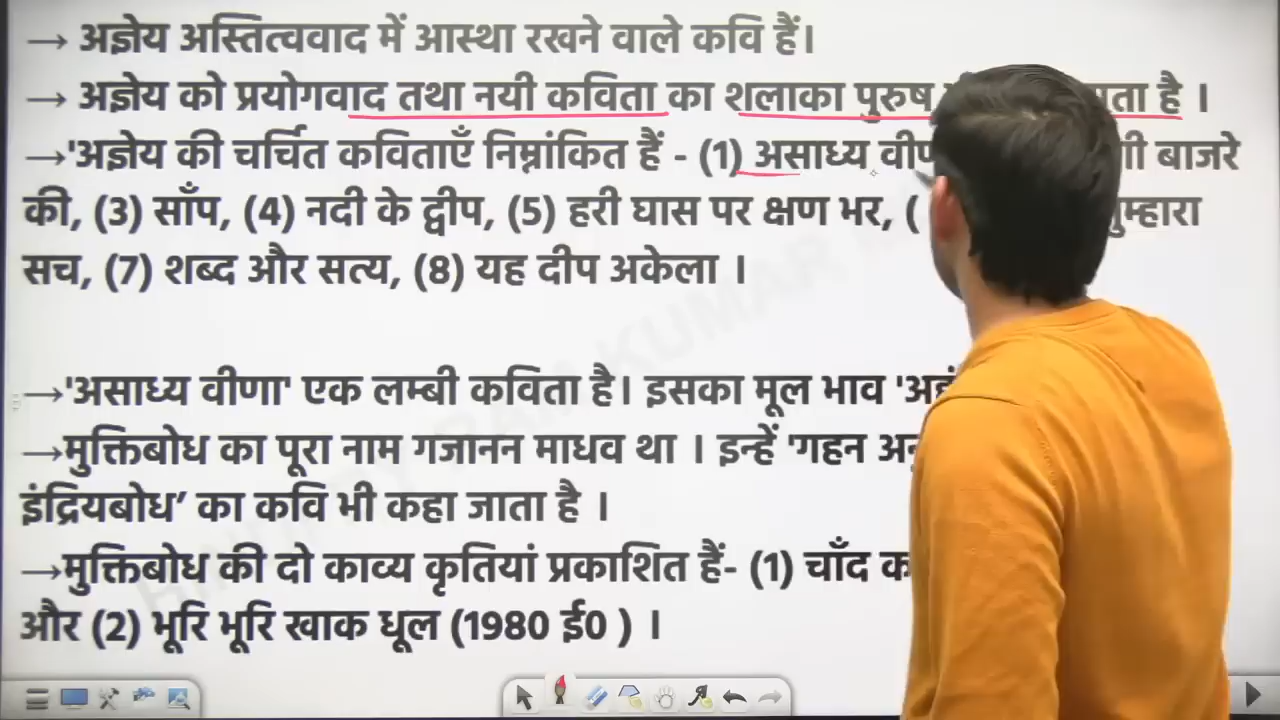 → अज्ञेय अस्तित्ववाद में आस्था रखने वाले कवि हैं।
→ अज्ञेय को प्रयोगवाद तथा नयी कविता का शलाका पुरुष है ।
→'अज्ञेय की चर्चित कविताएँ निम्नांकित हैं - (1) असाध्य बाजरे
की, (3) साँप, (4) नदी के द्वीप, (5) हरी घास पर क्षण भर, (
सच, (7) शब्द और सत्य, (8) यह दीप अकेला ।
→'असाध्य वीणा' एक लम्बी कविता है। इसका मूल भाव
→मुक्तिबोध का पूरा नाम गजानन माधव था । इन्हें 'गहन
इंद्रियबोध’ का कवि भी कहा जाता है ।
→मुक्तिबोध की दो काव्य कृतियां प्रकाशित हैं- (1) चाँद
और (2) भूरि भूरि खाक धूल (1980 ई0 ) ।